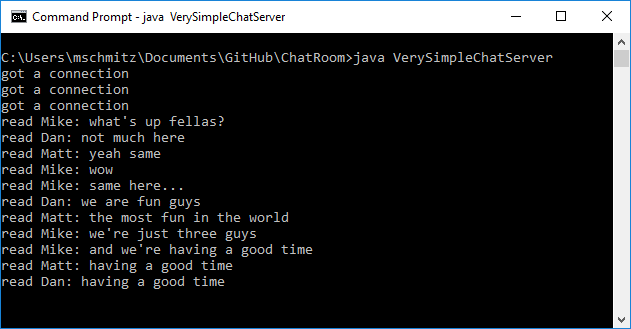 Command Prompt - java  VerySimpleChatServer
C:\Users\mschmitz\Documents\GitHub\ChatRoom>java VerySimpleChatServer
got a connection
got a connection
got a connection
read Mike: what's up fellas?
read Dan: not much here
read Matt: yeah same
read Mike: wow
read Mike: same here...
read Dan: we are fun guys
read Matt: the most fun in the world
read Mike: we're just three guys
read Mike: and we're having a good time
read Matt: having a good time
read Dan: having a good time